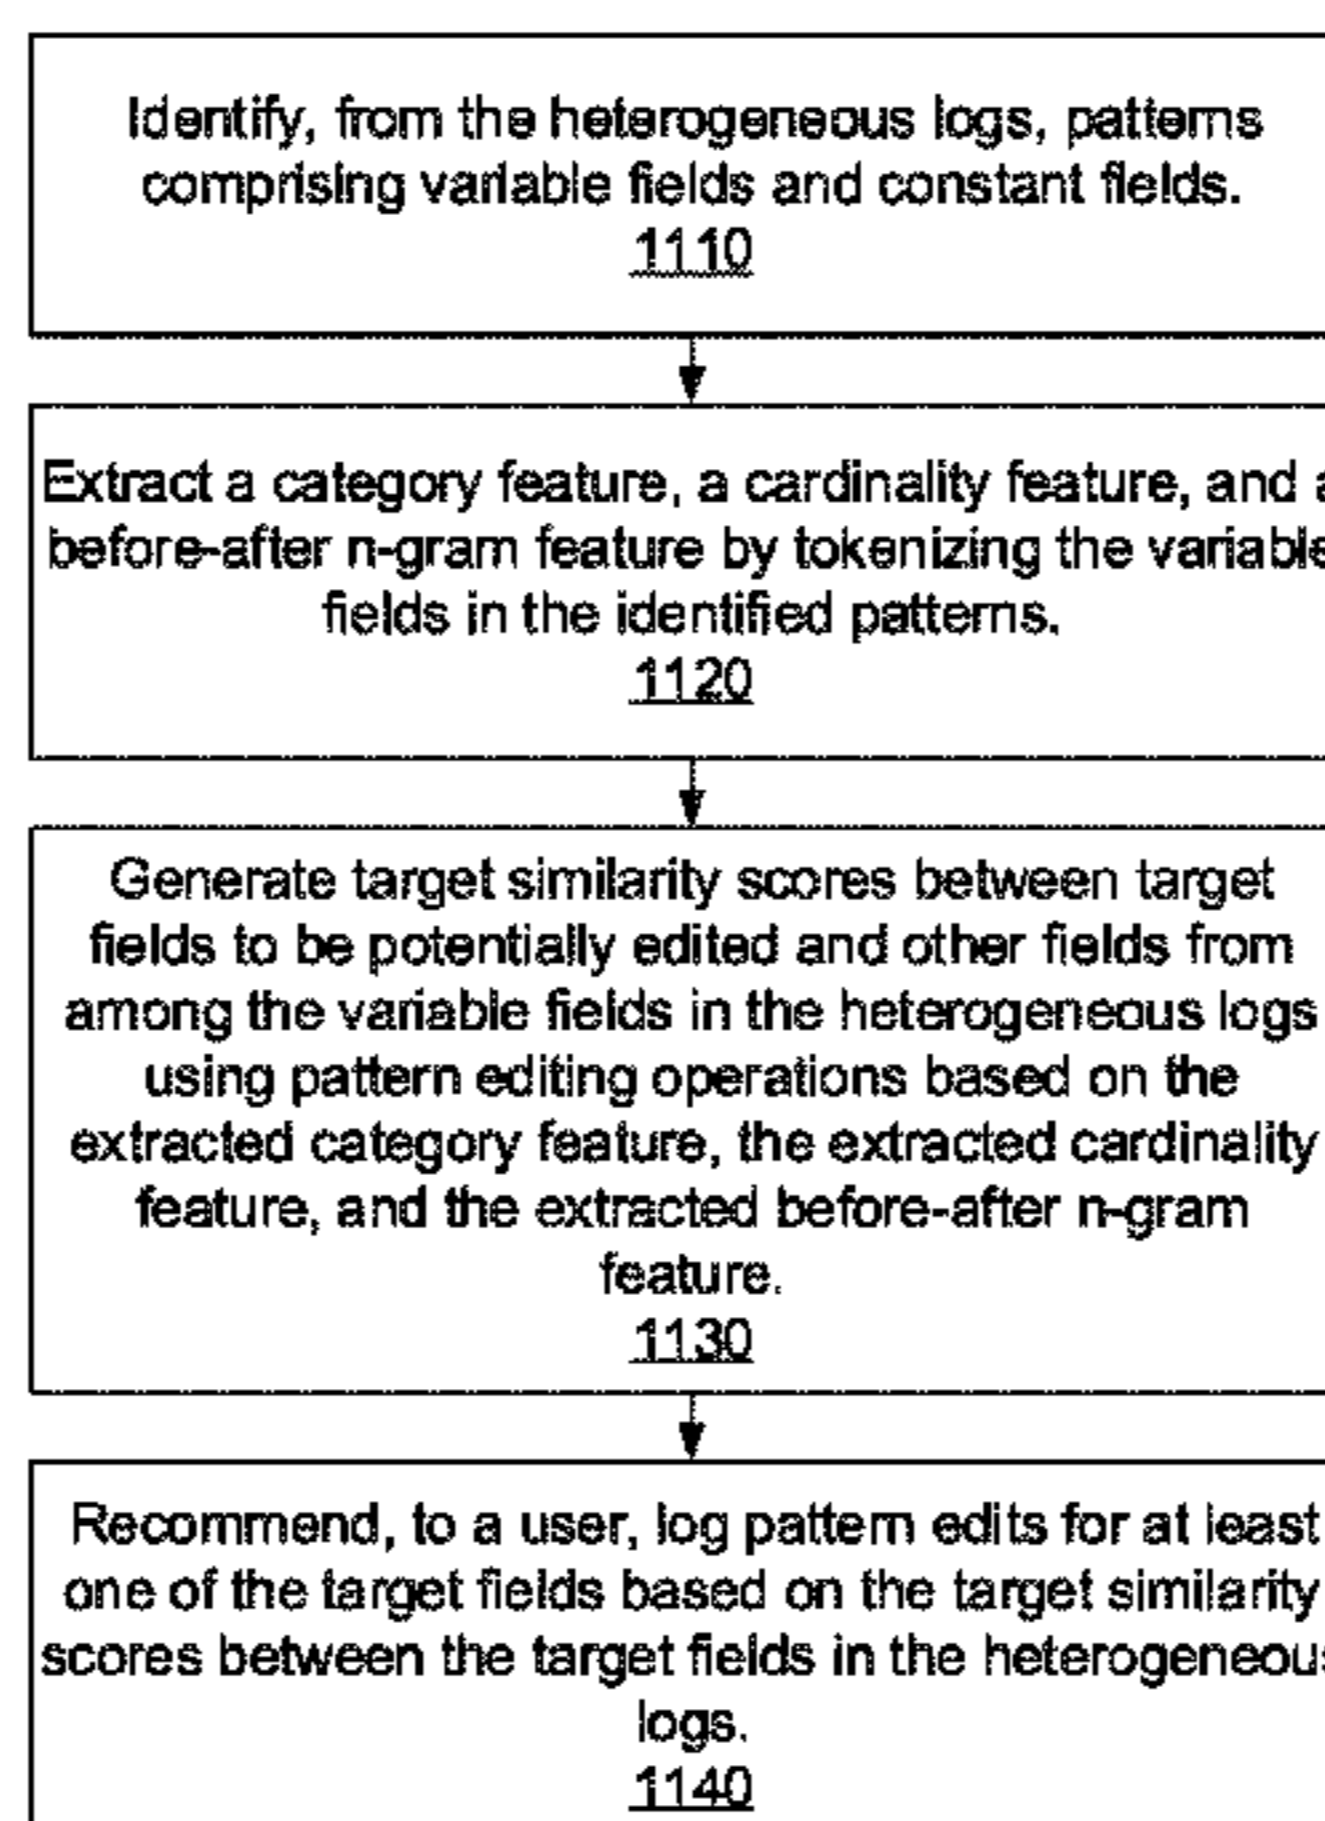 Identify, from the heterogeneous logs, patterns
comprising variable fields and constant fields.
1110
Extract a category feature, a cardinality feature, and a
before-after n-gram feature by tokenizing the variable
fields in the identified patterns.
1120
Generate target similarity scores between target
fields to be potentially edited and other fields from
among the variable fields in the heterogeneous logs
using pattern editing operations based on the
extracted category feature, the extracted cardinality
feature, and the extracted before-after n-gram
feature.
1130
Recommend, to a user, log pattern edits for at least
one of the target fields based on the target similarity
scores between the target fields in the heterogeneous
logs.
1140